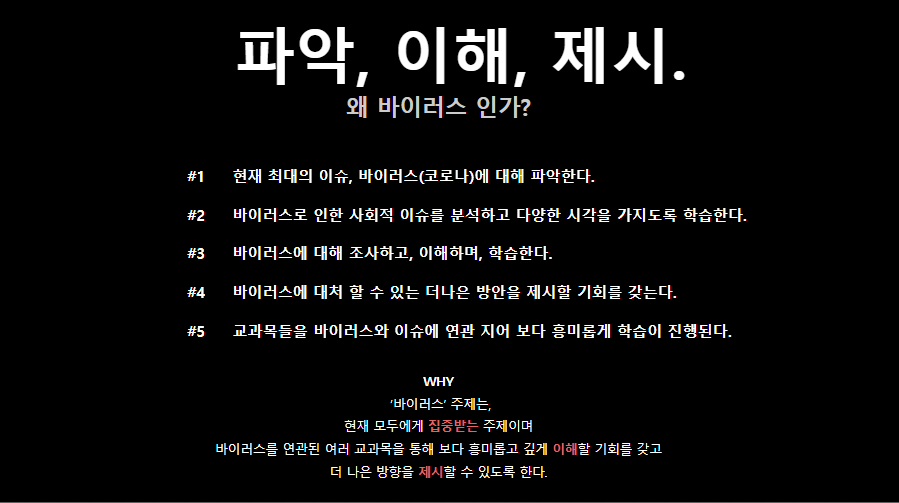 파악, 이해, 제시.
왜 바이러스 인가?
#1 현재 최대의 이슈, 바이러스(코로나)에 대해 파악한다.
#2 바이러스로 인한 사회적 이슈를 분석하고 다양한 시각을 가지도록 학습한다.
#3 바이러스에 대해 조사하고, 이해하며, 학습한다.
#4 바이러스에 대처 할 수 있는 더나은 방안을 제시할 기회를 갖는다.
#5 교과목들을 바이러스와 이슈에 연관 지어 보다 흥미롭게 학습이 진행된다.
WHY
‘바이러스’ 주제는,
현재 모두에게 집중받는 주제이며
바이러스를 연관된 여러 교과목을 통해 보다 흥미롭고 깊게 이해할 기회를 갖고
더 나은 방향을 제시할 수 있도록 한다.